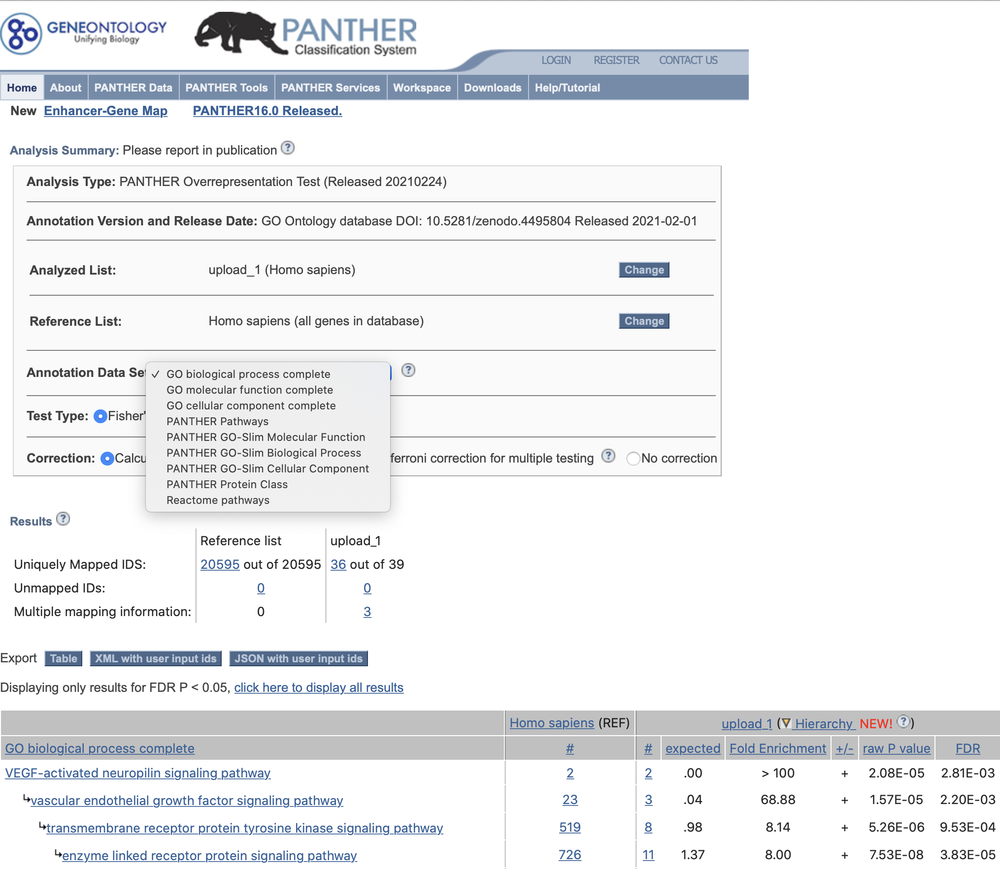 GENEONTOLOGY
Unifying Biology
PANTHER
Classification System
LOGIN REGISTER CONTACT US
Home About PANTHER Data PANTHER Tools PANTHER Services Workspace Downloads Help/Tutorial
New Enhancer-Gene Map PANTHER16.0 Released.
Analysis Summary: Please report in publication ?
Analysis Type: PANTHER Overrepresentation Test (Released 20210224)
Annotation Version and Release Date: GO Ontology database DOI: 10.5281/zenodo.4495804 Released 2021-02-01
Analyzed List: upload_1 (Homo sapiens) Change
Reference List: Homo sapiens (all genes in database) Change
Annotation Data Set ?
✓ GO biological process complete
GO molecular function complete
GO cellular component complete
PANTHER Pathways
PANTHER GO-Slim Molecular Function
PANTHER GO-Slim Biological Process
PANTHER GO-Slim Cellular Component
PANTHER Protein Class
Reactome pathways
Test Type: Fisher'
Correction: Calcu ferroni correction for multiple testing ? No correction
Results ?
Reference list upload_1
Uniquely Mapped IDS: 20595 out of 20595 36 out of 39
Unmapped IDs: 0 0
Multiple mapping information: 0 3
Export Table XML with user input ids JSON with user input ids
Displaying only results for FDR P < 0.05, click here to display all results
Homo sapiens (REF) upload_1 (Hierarchy NEW! ?)
GO biological process complete # # expected Fold Enrichment +/- raw P value FDR
VEGF-activated neuropilin signaling pathway 2 2 .00 > 100 + 2.08E-05 2.81E-03
↳vascular endothelial growth factor signaling pathway 23 3 .04 68.88 + 1.57E-05 2.20E-03
↳transmembrane receptor protein tyrosine kinase signaling pathway 519 8 .98 8.14 + 5.26E-06 9.53E-04
↳enzyme linked receptor protein signaling pathway 726 11 1.37 8.00 + 7.53E-08 3.83E-05